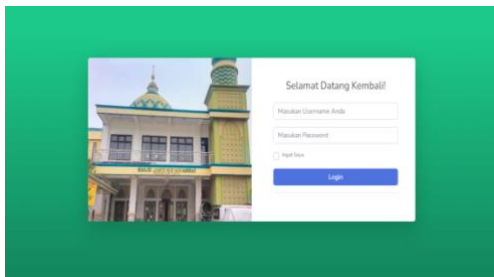 Selamat Datang Kembali!
Masukan Username Anda
Masukan Password
Ingat Saya
Login